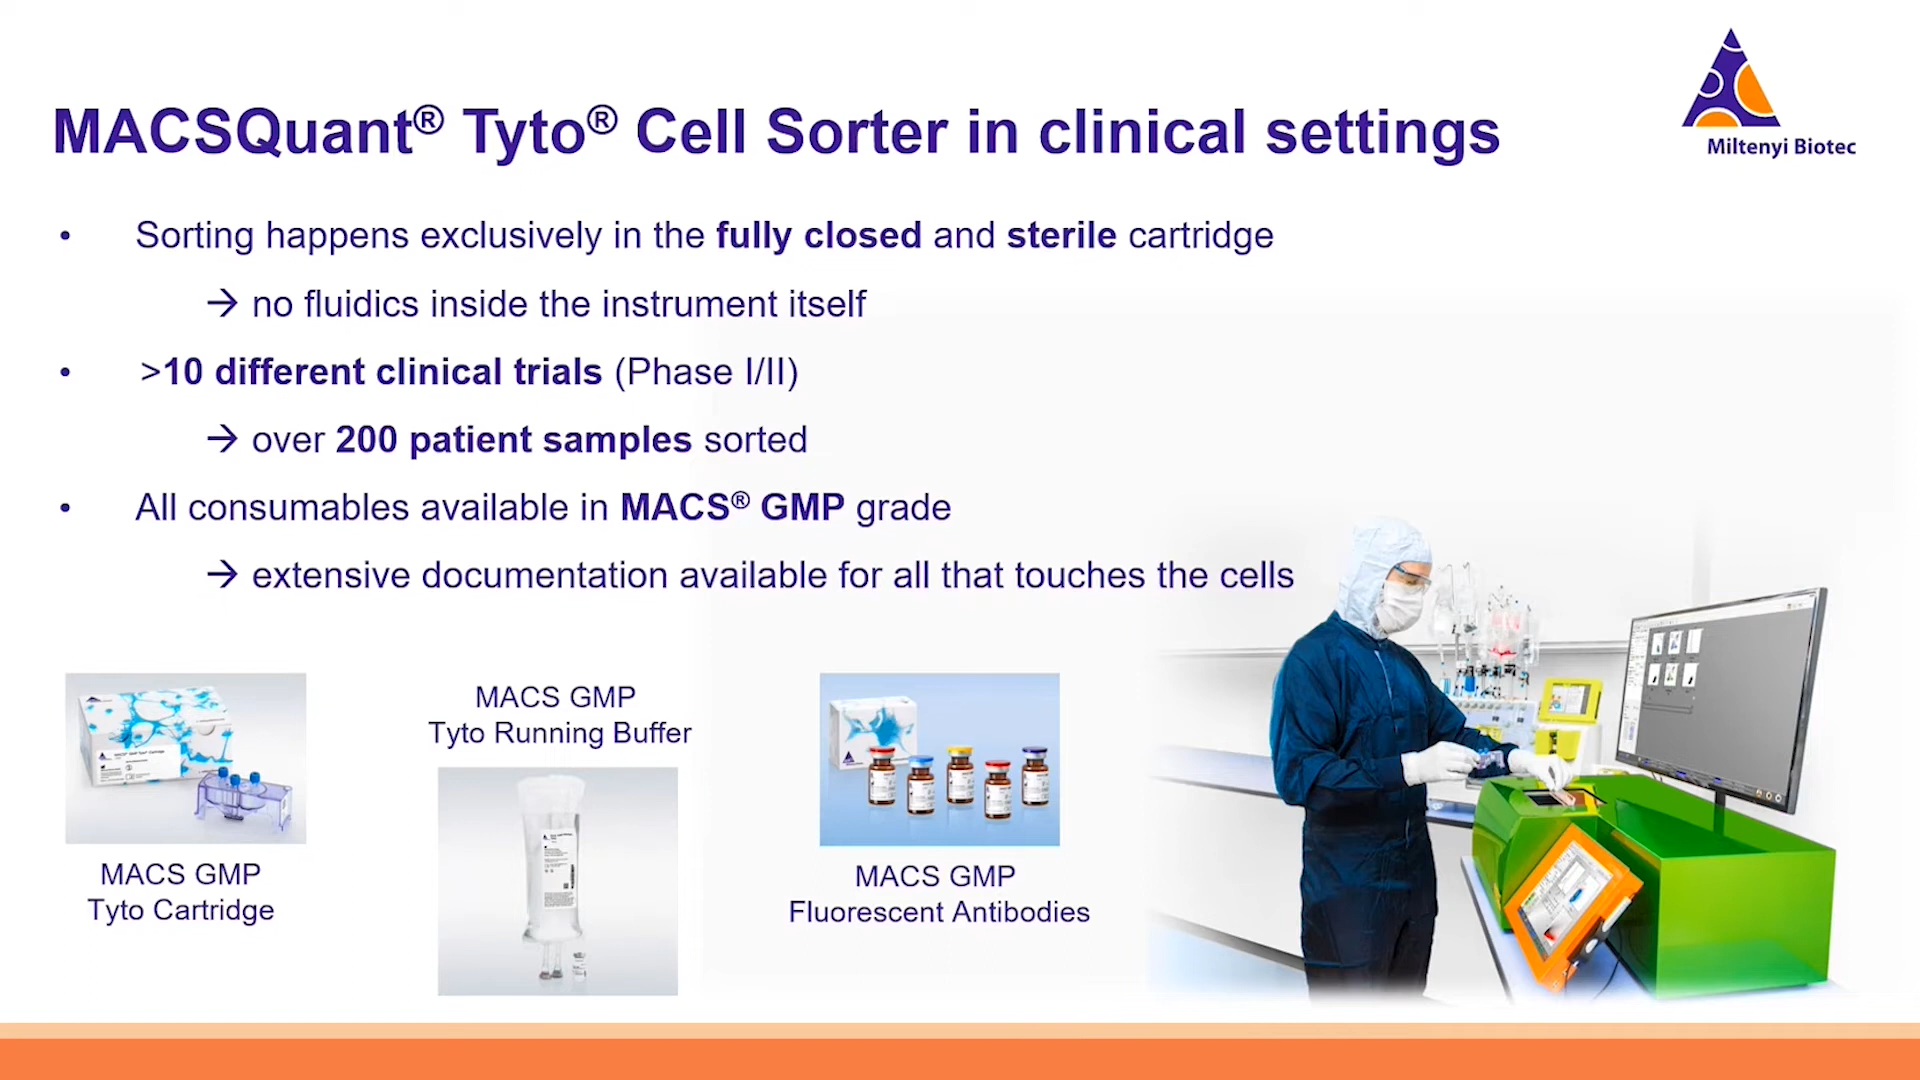 MACSQuant® Tyto® Cell Sorter in clinical settings
Miltenyi Biotec
• Sorting happens exclusively in the fully closed and sterile cartridge
→ no fluidics inside the instrument itself
• >10 different clinical trials (Phase I/II)
→ over 200 patient samples sorted
• All consumables available in MACS® GMP grade
→ extensive documentation available for all that touches the cells
MACS GMP
Tyto Cartridge
MACS GMP
Tyto Running Buffer
MACS GMP
Fluorescent Antibodies